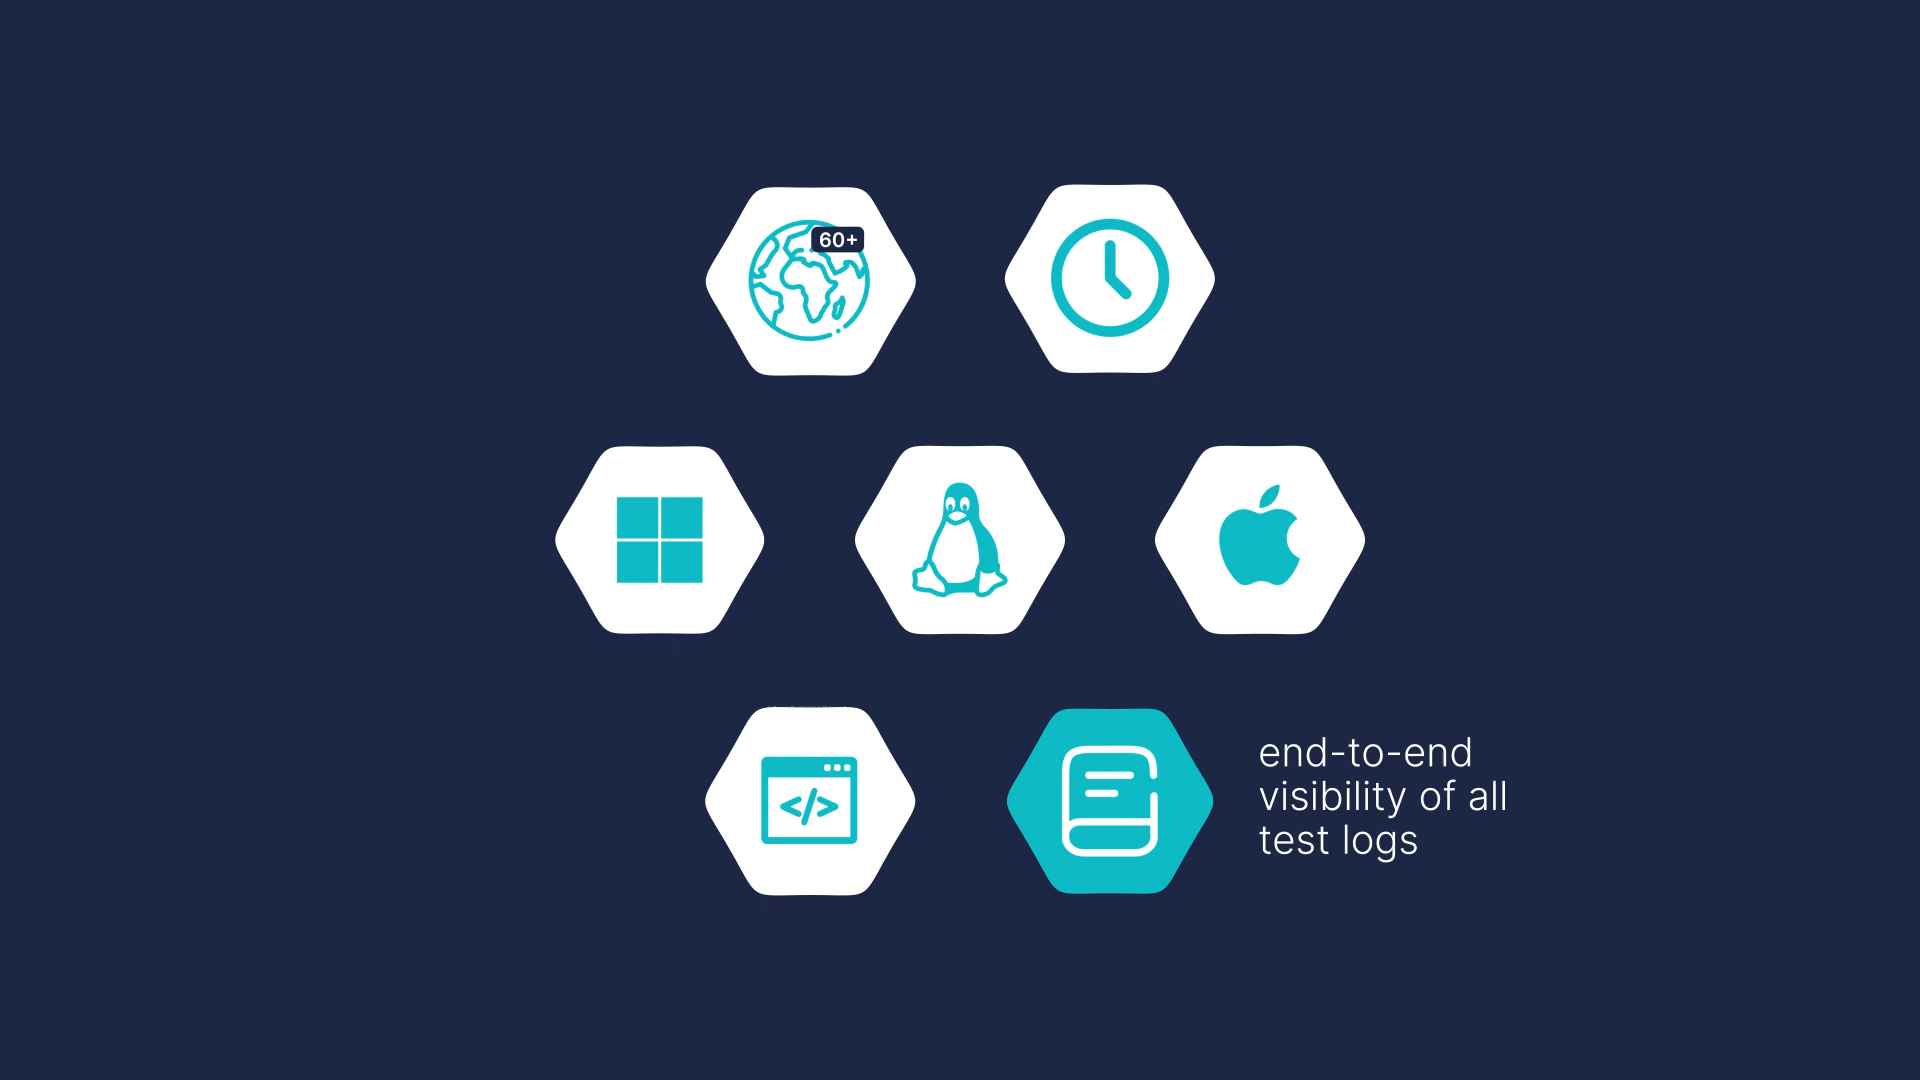 60+
</>
end-to-end
visibility of all
test logs